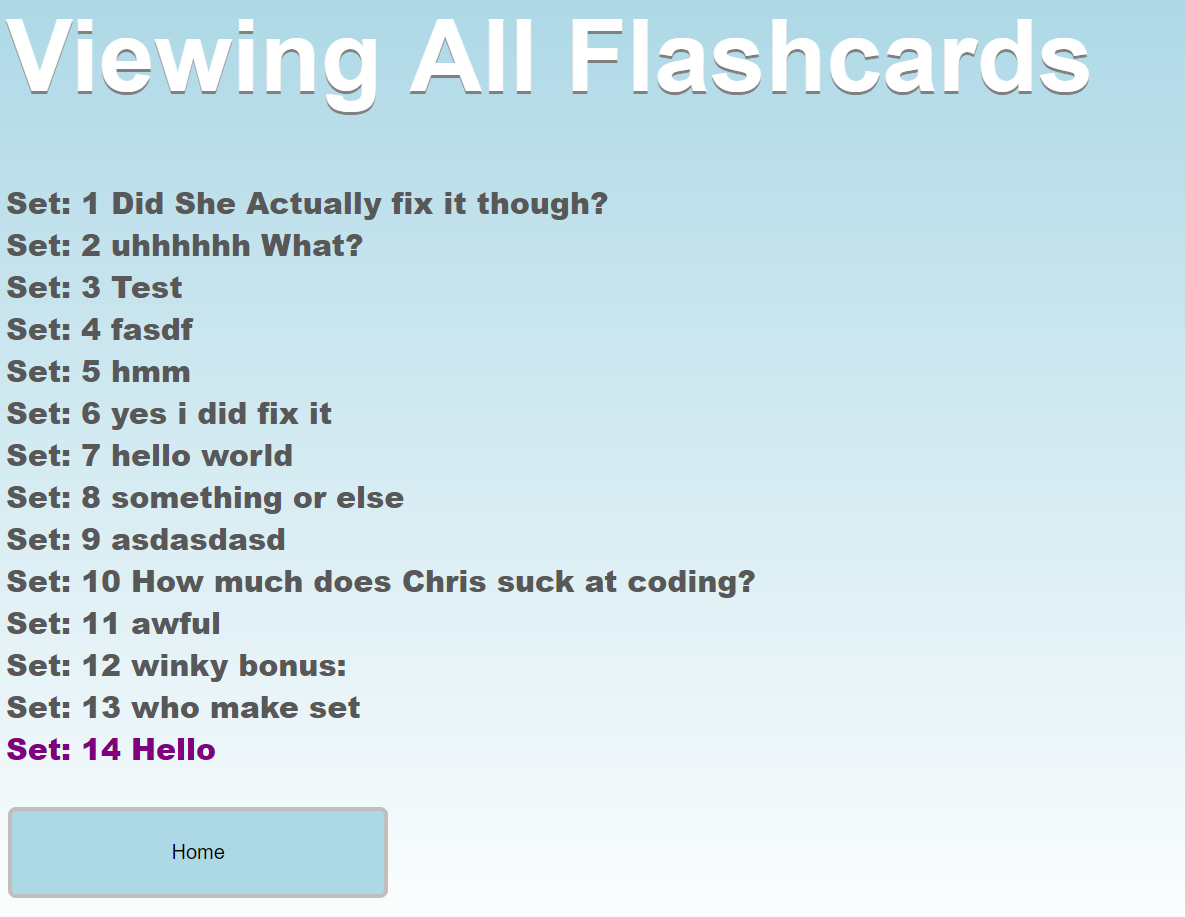 Viewing All Flashcards
Set: 1 Did She Actually fix it though?
Set: 2 uhhhhhh What?
Set: 3 Test
Set: 4 fasdf
Set: 5 hmm
Set: 6 yes i did fix it
Set: 7 hello world
Set: 8 something or else
Set: 9 asdasdasd
Set: 10 How much does Chris suck at coding?
Set: 11 awful
Set: 12 winky bonus:
Set: 13 who make set
Set: 14 Hello
Home